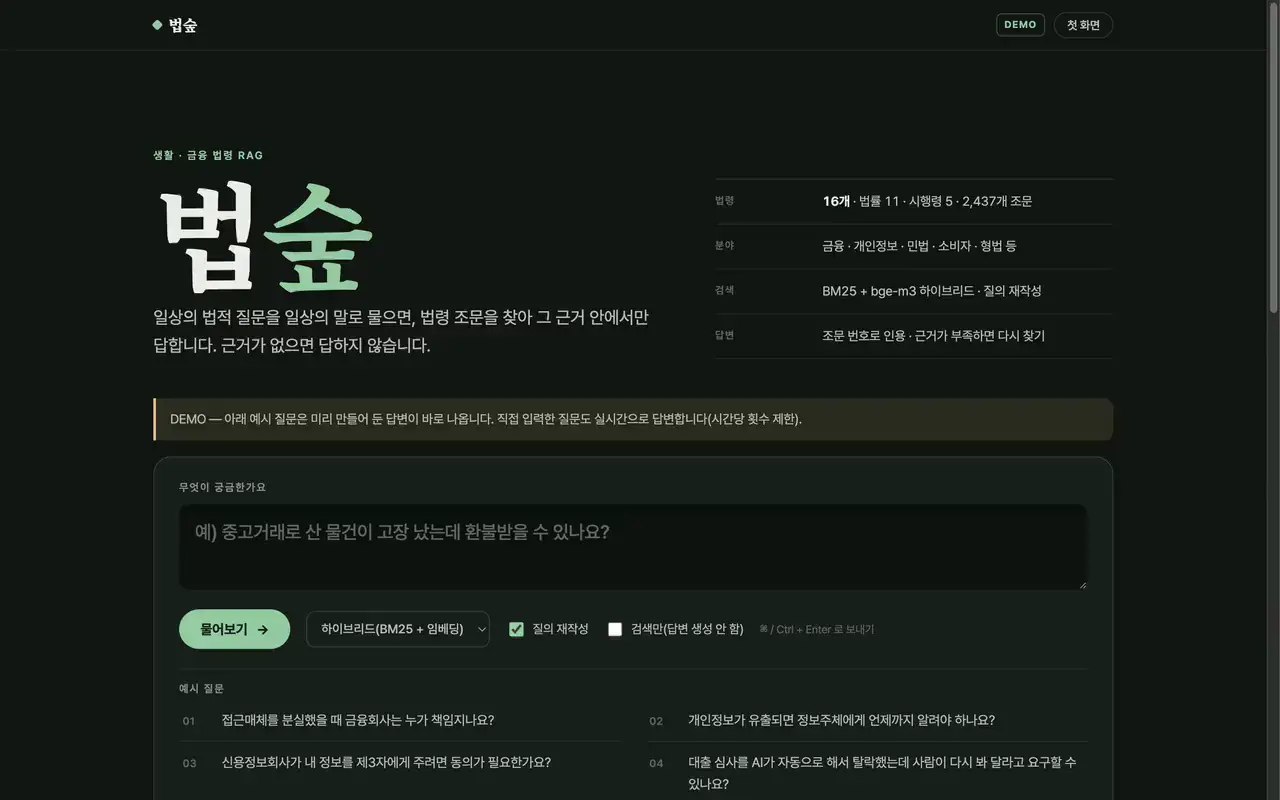 법숲
DEMO
첫 화면
생활 · 금융 법령 RAG
법숲
일상의 법적 질문을 일상의 말로 물으면, 법령 조문을 찾아 그 근거 안에서만
답합니다. 근거가 없으면 답하지 않습니다.
법령 16개 · 법률 11 · 시행령 5 · 2,437개 조문
분야 금융 · 개인정보 · 민법 · 소비자 · 형법 등
검색 BM25 + bge-m3 하이브리드 · 질의 재작성
답변 조문 번호로 인용 · 근거가 부족하면 다시 찾기
DEMO — 아래 예시 질문은 미리 만들어 둔 답변이 바로 나옵니다. 직접 입력한 질문도 실시간으로 답변합니다(시간당 횟수 제한).
무엇이 궁금한가요
예) 중고거래로 산 물건이 고장 났는데 환불받을 수 있나요?
물어보기 →
하이브리드(BM25 + 임베딩)
질의 재작성
검색만(답변 생성 안 함)
⌘ / Ctrl + Enter 로 보내기
예시 질문
01 접근매체를 분실했을 때 금융회사는 누가 책임지나요?
02 개인정보가 유출되면 정보주체에게 언제까지 알려야 하나요?
03 신용정보회사가 내 정보를 제3자에게 주려면 동의가 필요한가요?
04 대출 심사를 AI가 자동으로 해서 탈락했는데 사람이 다시 봐 달라고 요구할 수
있나요?